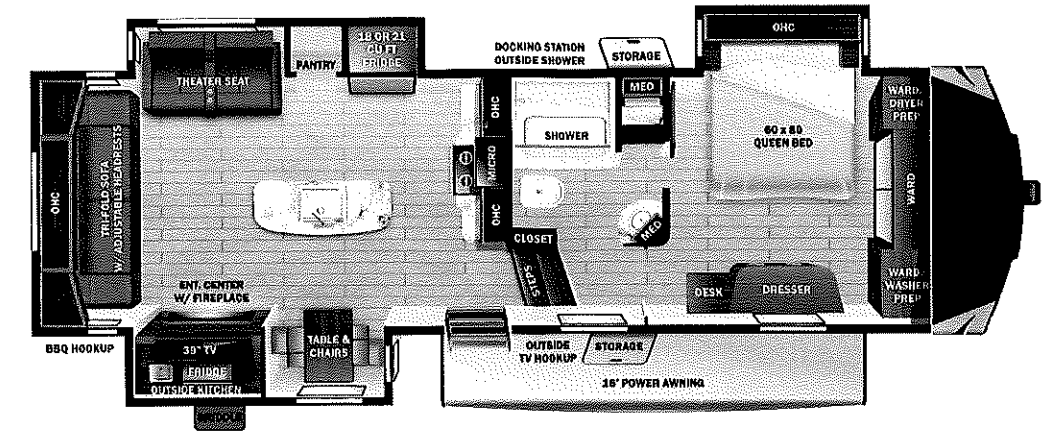 OHC
18 OR 21
CU FT
FRIDGE
DOCKING STATION
OUTSIDE SHOWER
STORAGE
PANTRY
THEATER SEAT
MED
WARD.
DRYER
PREP
OHC
SHOWER
60 x 80
QUEEN BED
MICRO
OHC
TRI-FOLD SOFA
W/ ADJUSTABLE HEADRESTS
WARD
OHC
MED
CLOSET
STEPS
ENT. CENTER
W/ FIREPLACE
DESK
DRESSER
WARD.
WASHER
PREP
BBQ HOOKUP
39" TV
TABLE &
CHAIRS
OUTSIDE
TV HOOKUP
STORAGE
FRIDGE
OUTSIDE KITCHEN
16' POWER AWNING